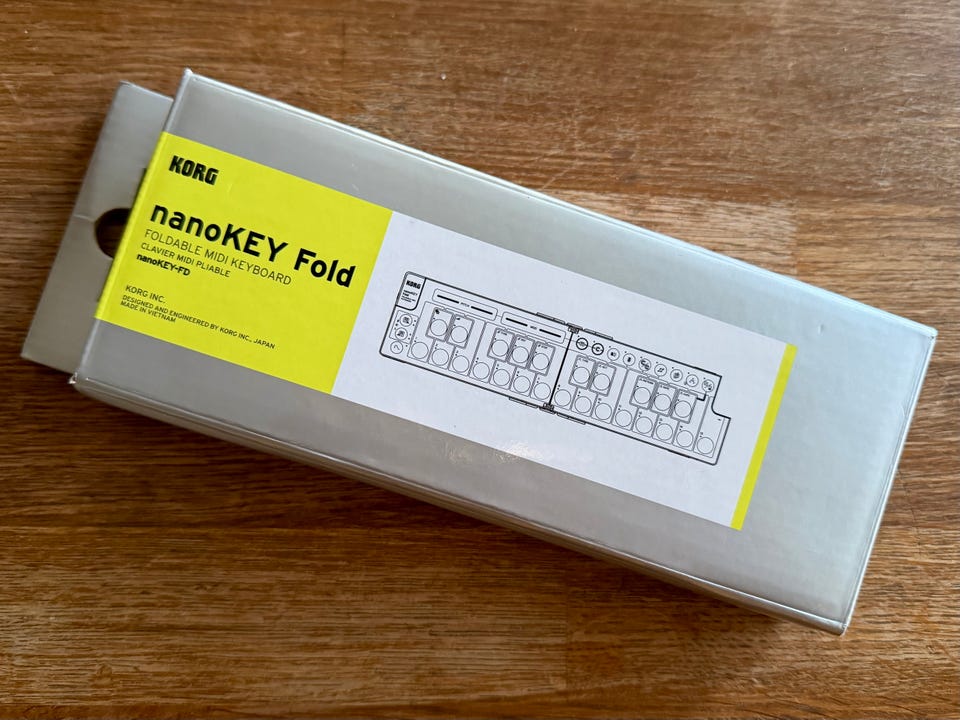 KORG
nanoKEY Fold
FOLDABLE MIDI KEYBOARD
CLAVIER MIDI PLIABLE
nanoKEY-FD
KORG INC.
DESIGNED AND ENGINEERED BY KORG INC., JAPAN
MADE IN VIETNAM
KORG